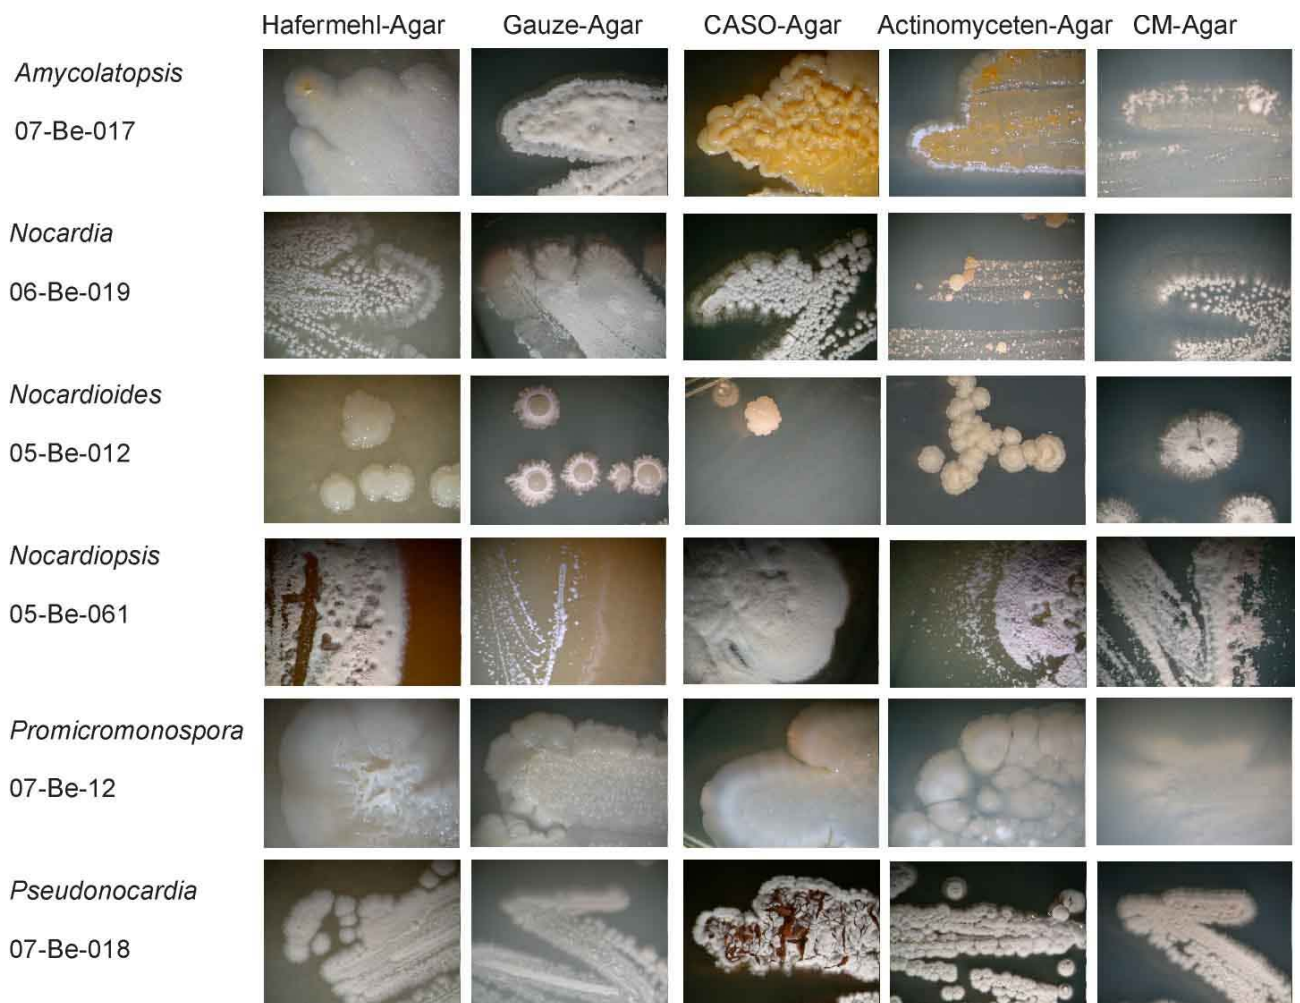 Hafermehl-Agar Gauze-Agar CASO-Agar Actinomyceten-Agar CM-Agar
Amycolatopsis
07-Be-017
Nocardia
06-Be-019
Nocardioides
05-Be-012
Nocardiopsis
05-Be-061
Promicromonospora
07-Be-12
Pseudonocardia
07-Be-018